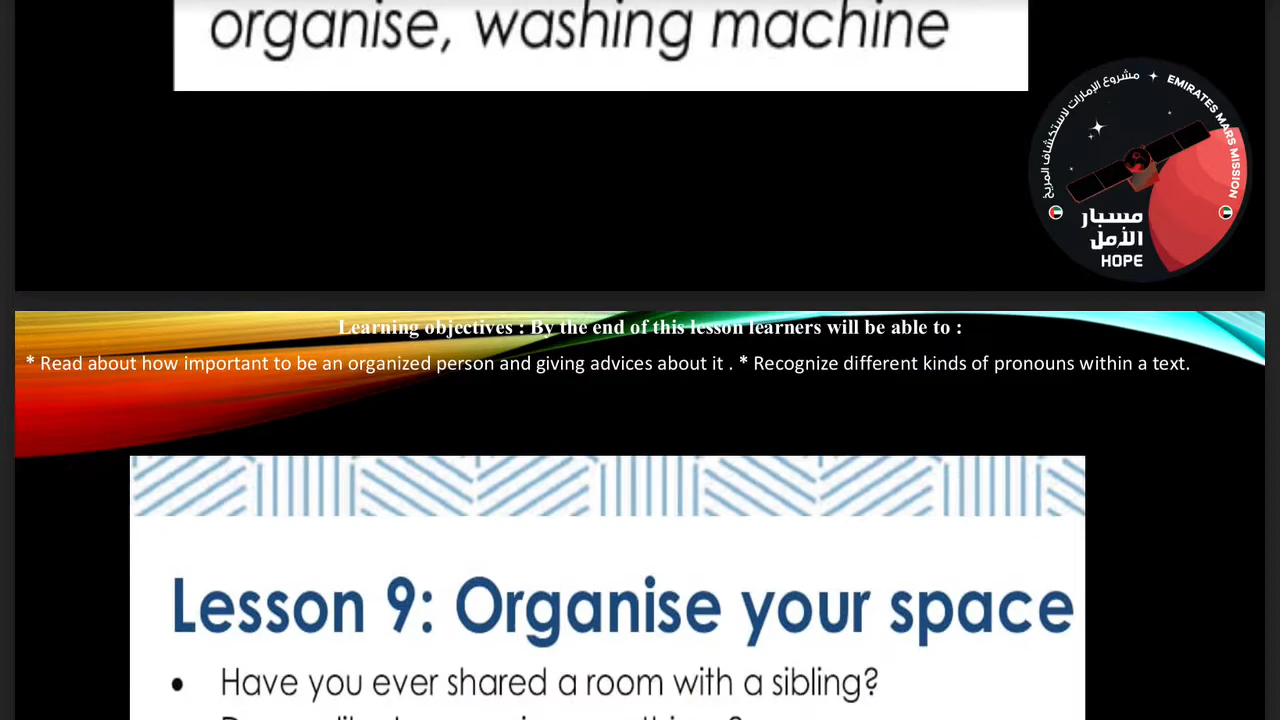 organise, washing machine
مشروع الإمارات لاستكشاف المريخ
EMIRATES MARS MISSION
مسبار
الأمل
HOPE
Learning objectives : By the end of this lesson learners will be able to :
* Read about how important to be an organized person and giving advices about it . * Recognize different kinds of pronouns within a text.
Lesson 9: Organise your space
• Have you ever shared a room with a sibling?